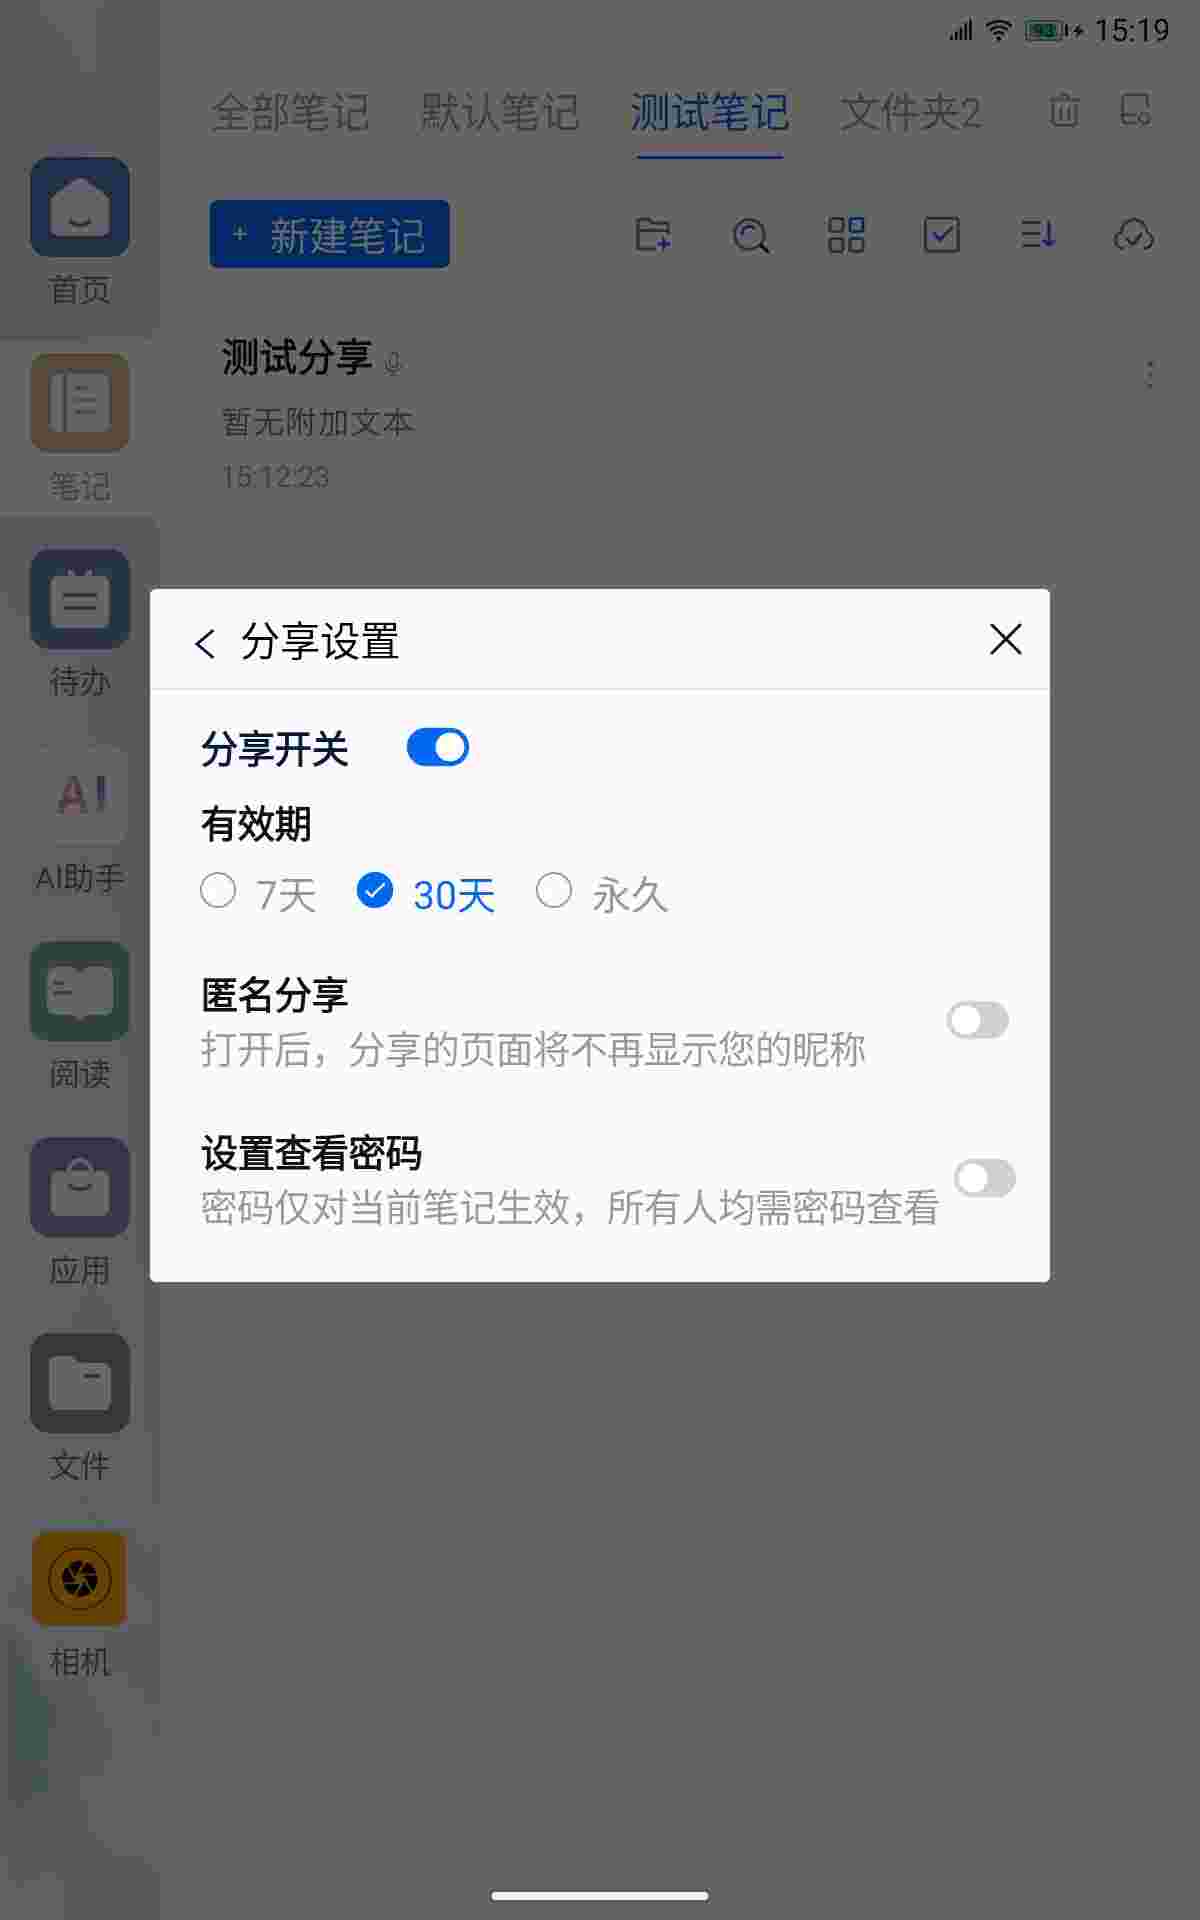 93 15:19
全部笔记 默认笔记 测试笔记 文件夹2
+ 新建笔记
首页
测试分享
暂无附加文本
15:12:23
笔记
待办
AI
AI助手
阅读
应用
文件
相机
分享设置
分享开关
有效期
7天 30天 永久
匿名分享
打开后，分享的页面将不再显示您的昵称
设置查看密码
密码仅对当前笔记生效，所有人均需密码查看